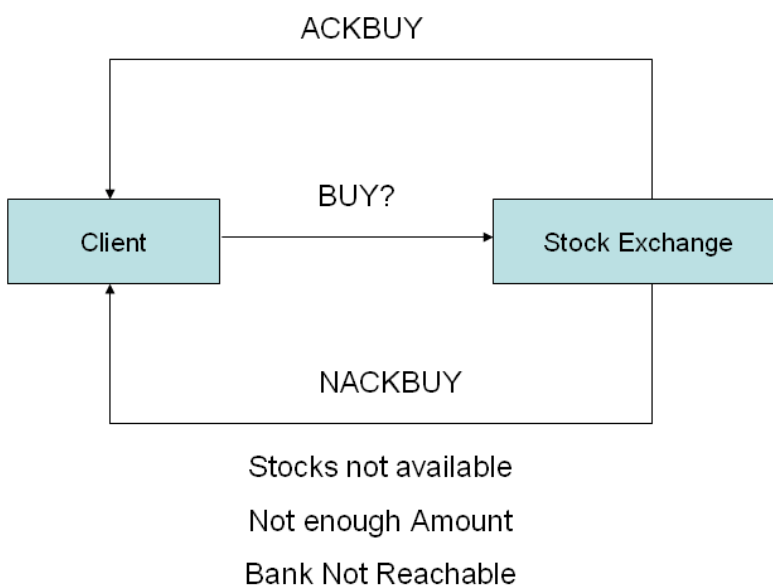 ACKBUY
BUY?
Client
Stock Exchange
NACKBUY
Stocks not available
Not enough Amount
Bank Not Reachable